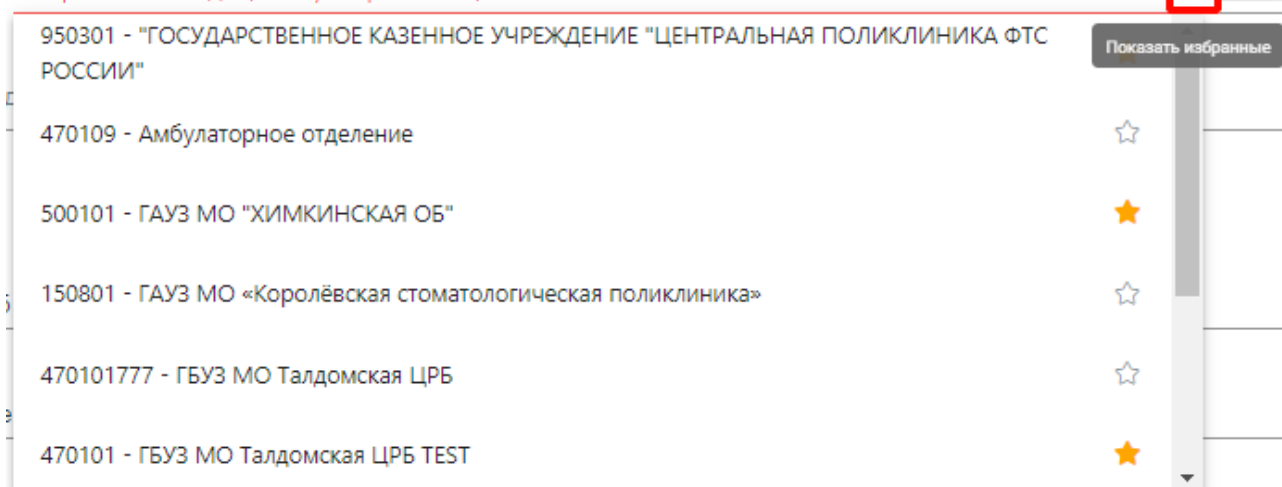 950301 - "ГОСУДАРСТВЕННОЕ КАЗЕННОЕ УЧРЕЖДЕНИЕ "ЦЕНТРАЛЬНАЯ ПОЛИКЛИНИКА ФТС
РОССИИ"
Показать избранные
470109 - Амбулаторное отделение
500101 - ГАУЗ МО "ХИМКИНСКАЯ ОБ"
150801 - ГАУЗ МО «Королёвская стоматологическая поликлиника»
470101777 - ГБУЗ МО Талдомская ЦРБ
470101 - ГБУЗ МО Талдомская ЦРБ TEST